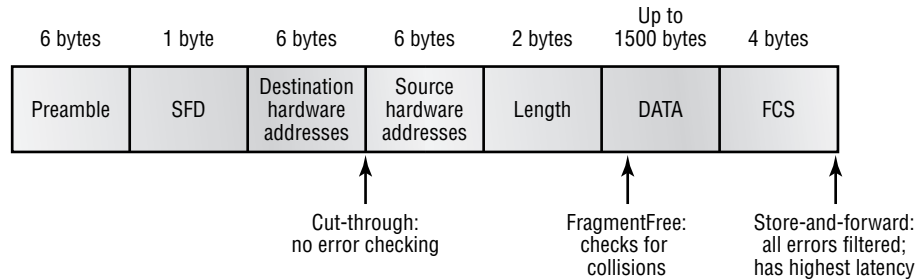 6 bytes
1 byte
6 bytes
6 bytes
2 bytes
Up to
1500 bytes
4 bytes
Preamble
SFD
Destination
hardware
addresses
Source
hardware
addresses
Length
DATA
FCS
Cut-through:
no error checking
FragmentFree:
checks for
collisions
Store-and-forward:
all errors filtered;
has highest latency